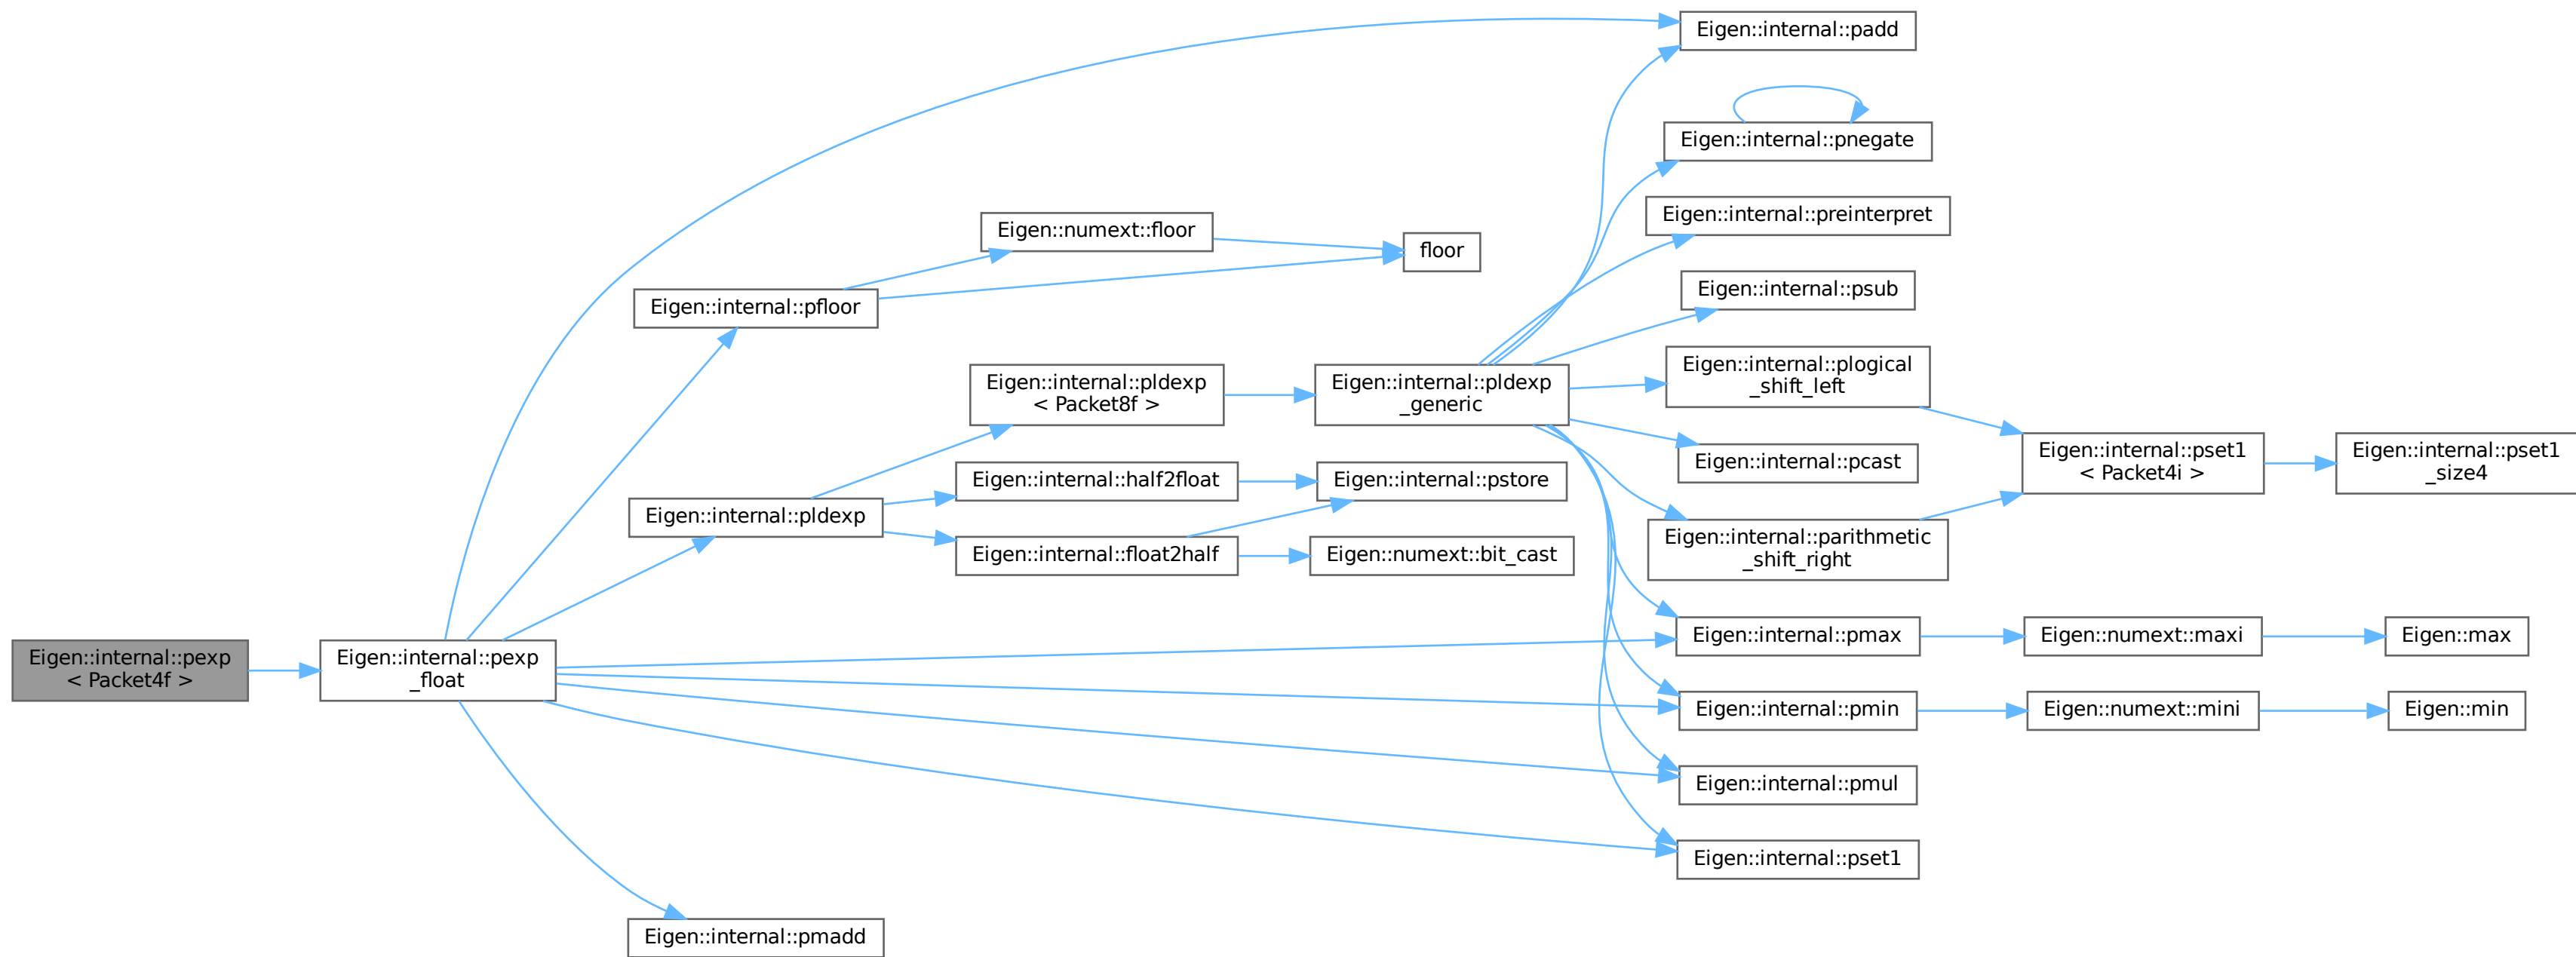 Eigen::internal::pexp
< Packet4f >
Eigen::internal::pexp
_float
Eigen::internal::padd
Eigen::internal::pfloor
Eigen::numext::floor
floor
Eigen::internal::pldexp
Eigen::internal::pldexp
< Packet8f >
Eigen::internal::pldexp
_generic
Eigen::internal::pnegate
Eigen::internal::preinterpret
Eigen::internal::psub
Eigen::internal::plogical
_shift_left
Eigen::internal::pset1
< Packet4i >
Eigen::internal::pset1
_size4
Eigen::internal::pcast
Eigen::internal::parithmetic
_shift_right
Eigen::internal::half2float
Eigen::internal::pstore
Eigen::internal::float2half
Eigen::numext::bit_cast
Eigen::internal::pmax
Eigen::numext::maxi
Eigen::max
Eigen::internal::pmin
Eigen::numext::mini
Eigen::min
Eigen::internal::pmul
Eigen::internal::pset1
Eigen::internal::pmadd